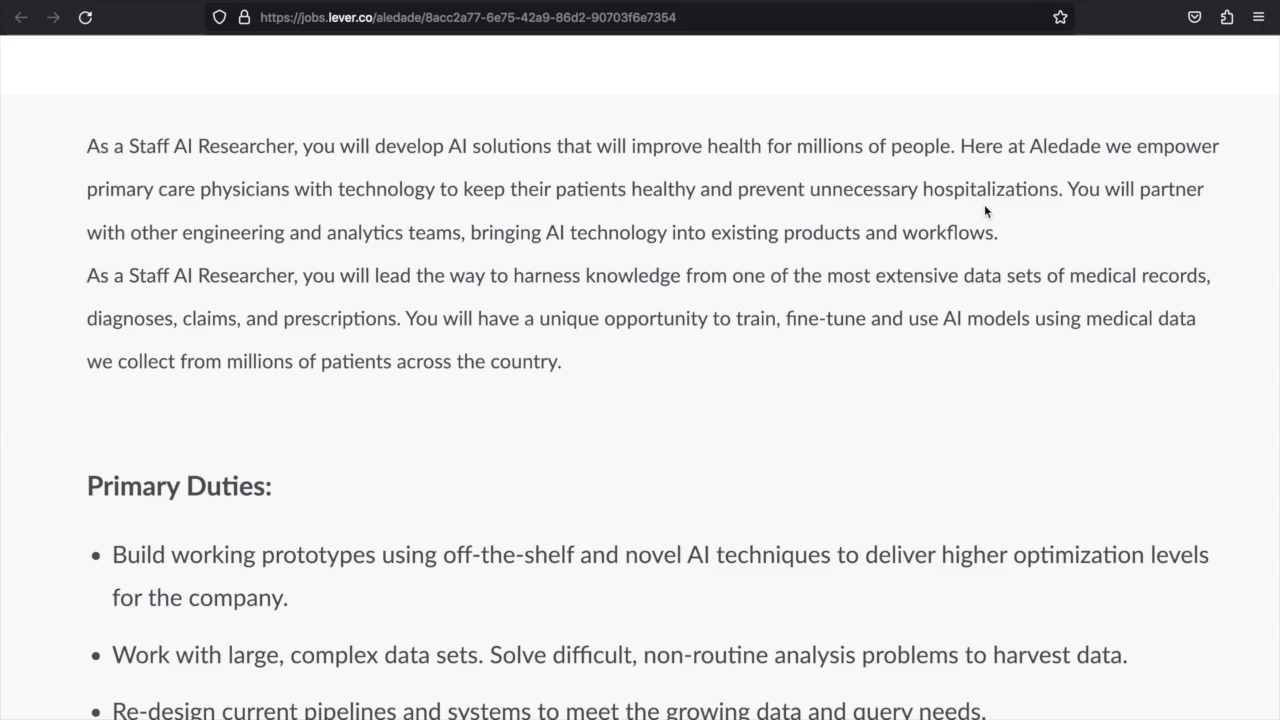 https://jobs.lever.co/aledade/8acc2a77-6e75-42a9-86d2-90703f6e7354
As a Staff AI Researcher, you will develop AI solutions that will improve health for millions of people. Here at Aledade we empower
primary care physicians with technology to keep their patients healthy and prevent unnecessary hospitalizations. You will partner
with other engineering and analytics teams, bringing AI technology into existing products and workflows.
As a Staff AI Researcher, you will lead the way to harness knowledge from one of the most extensive data sets of medical records,
diagnoses, claims, and prescriptions. You will have a unique opportunity to train, fine-tune and use AI models using medical data
we collect from millions of patients across the country.
Primary Duties:
• Build working prototypes using off-the-shelf and novel AI techniques to deliver higher optimization levels
for the company.
• Work with large, complex data sets. Solve difficult, non-routine analysis problems to harvest data.
• Re-design current pipelines and systems to meet the growing data and query needs.